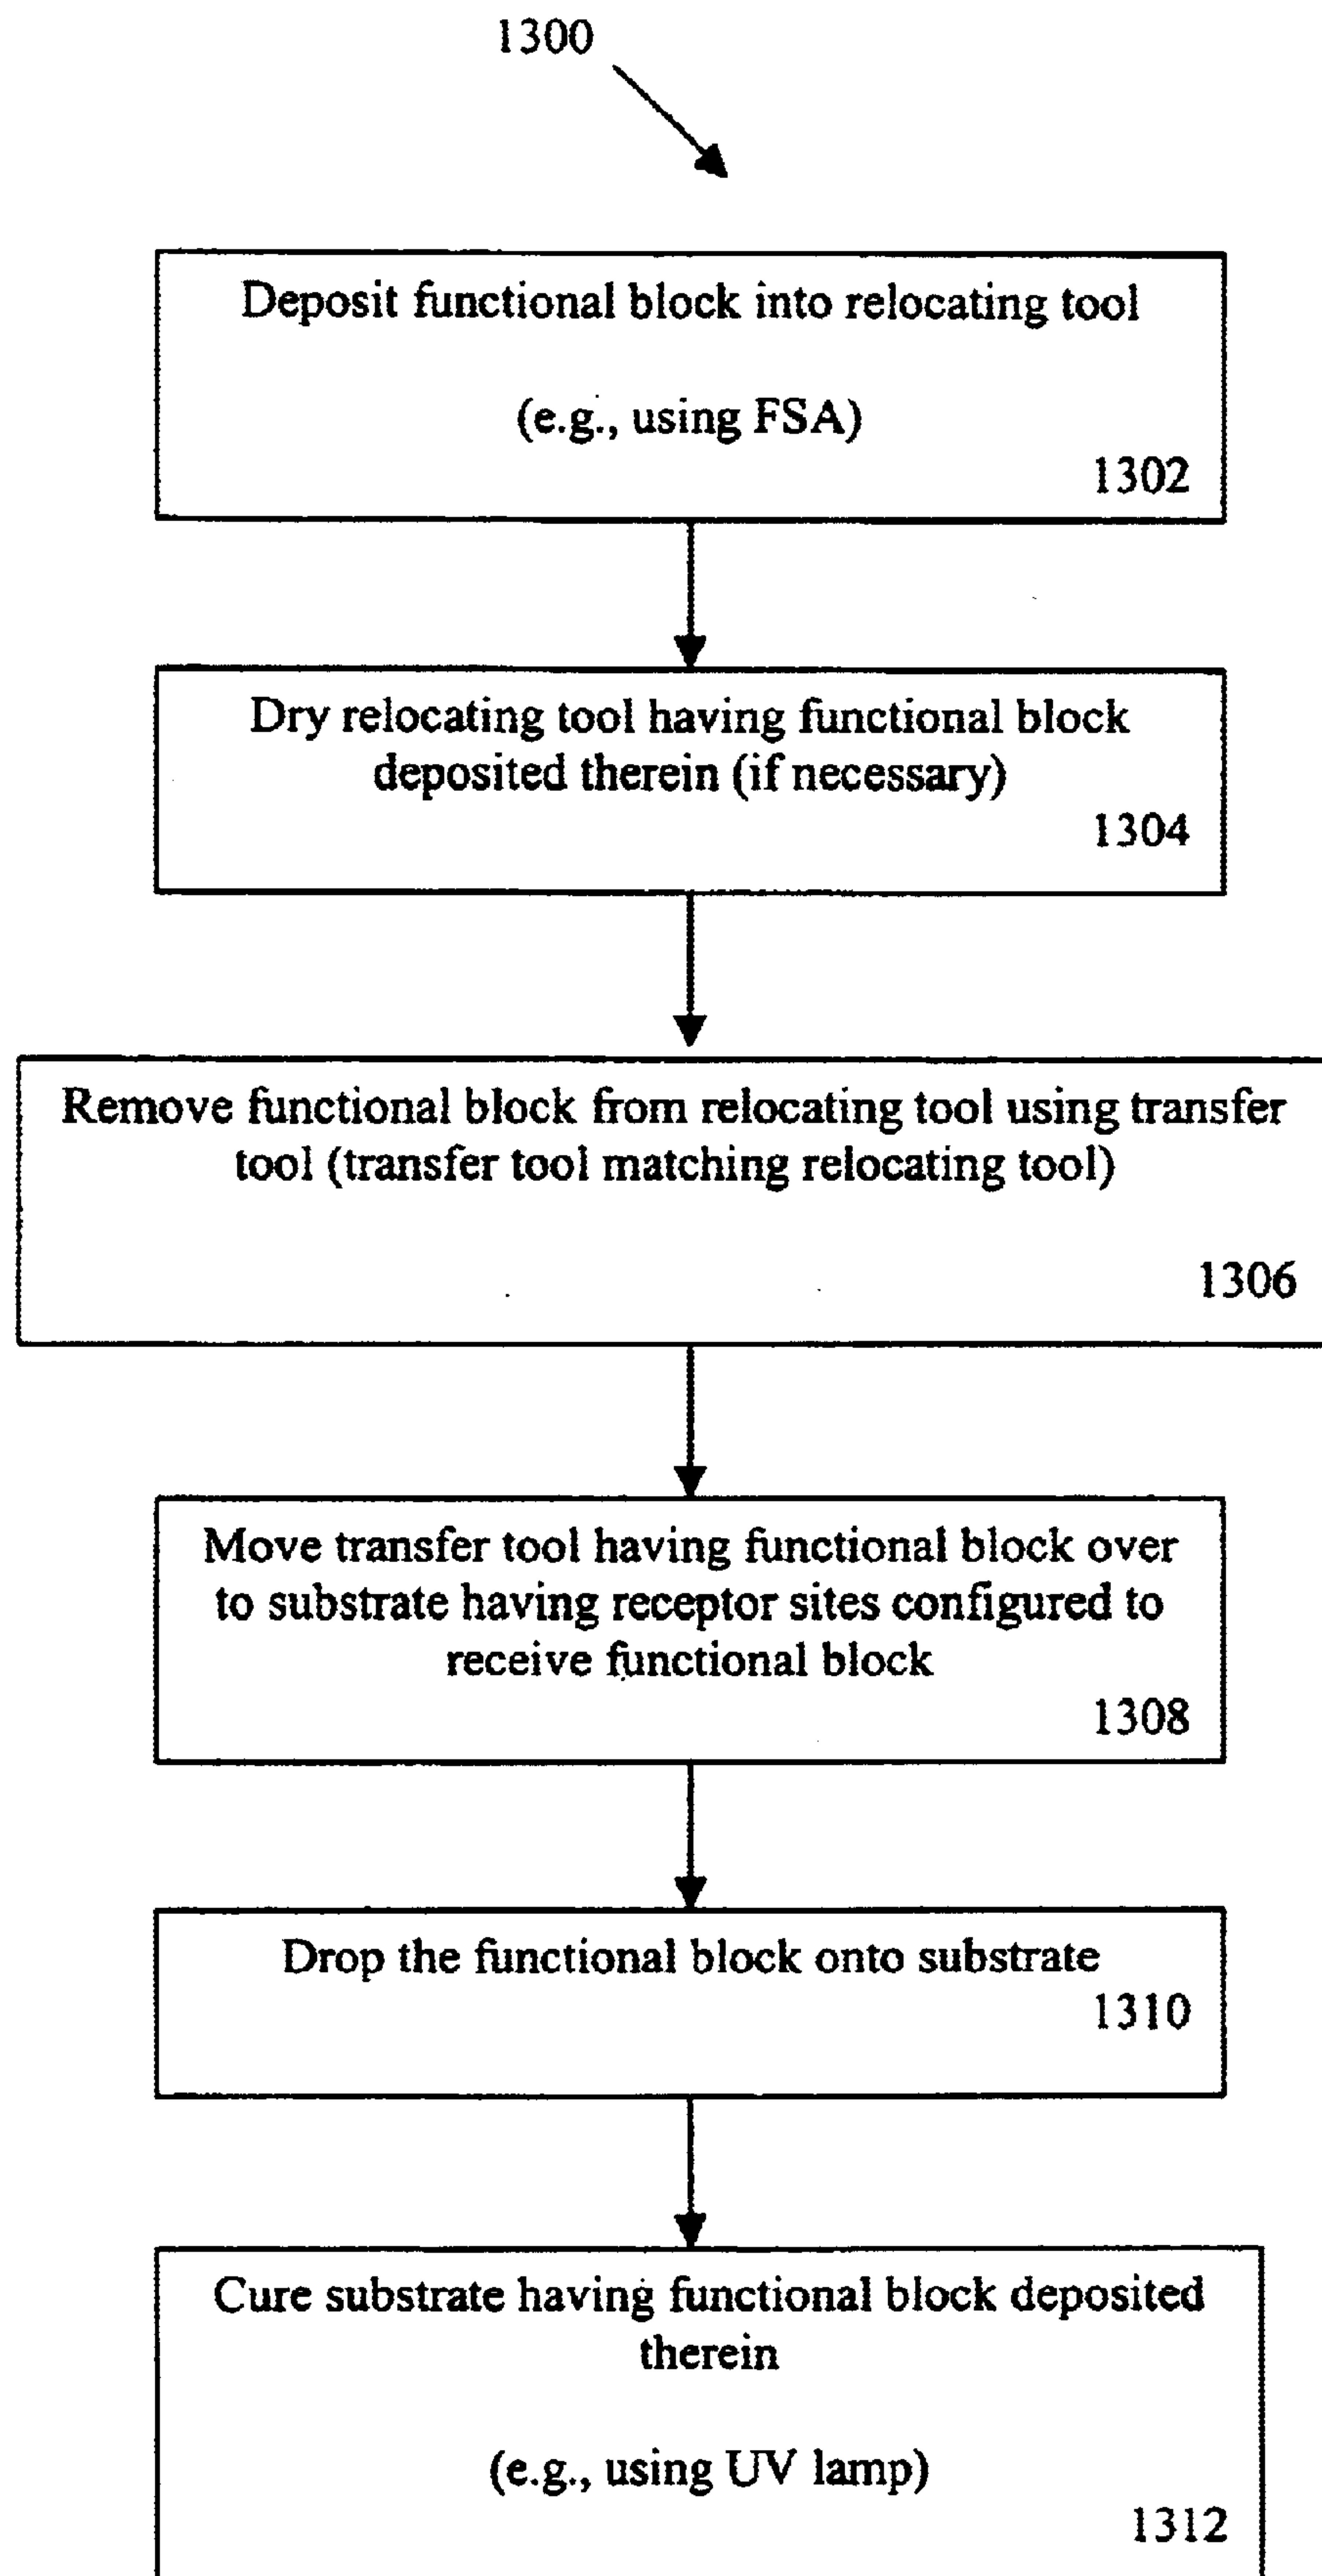 1300
Deposit functional block into relocating tool
(e.g., using FSA)
1302
Dry relocating tool having functional block
deposited therein (if necessary)
1304
Remove functional block from relocating tool using transfer
tool (transfer tool matching relocating tool)
1306
Move transfer tool having functional block over
to substrate having receptor sites configured to
receive functional block
1308
Drop the functional block onto substrate
1310
Cure substrate having functional block deposited
therein
(e.g., using UV lamp)
1312